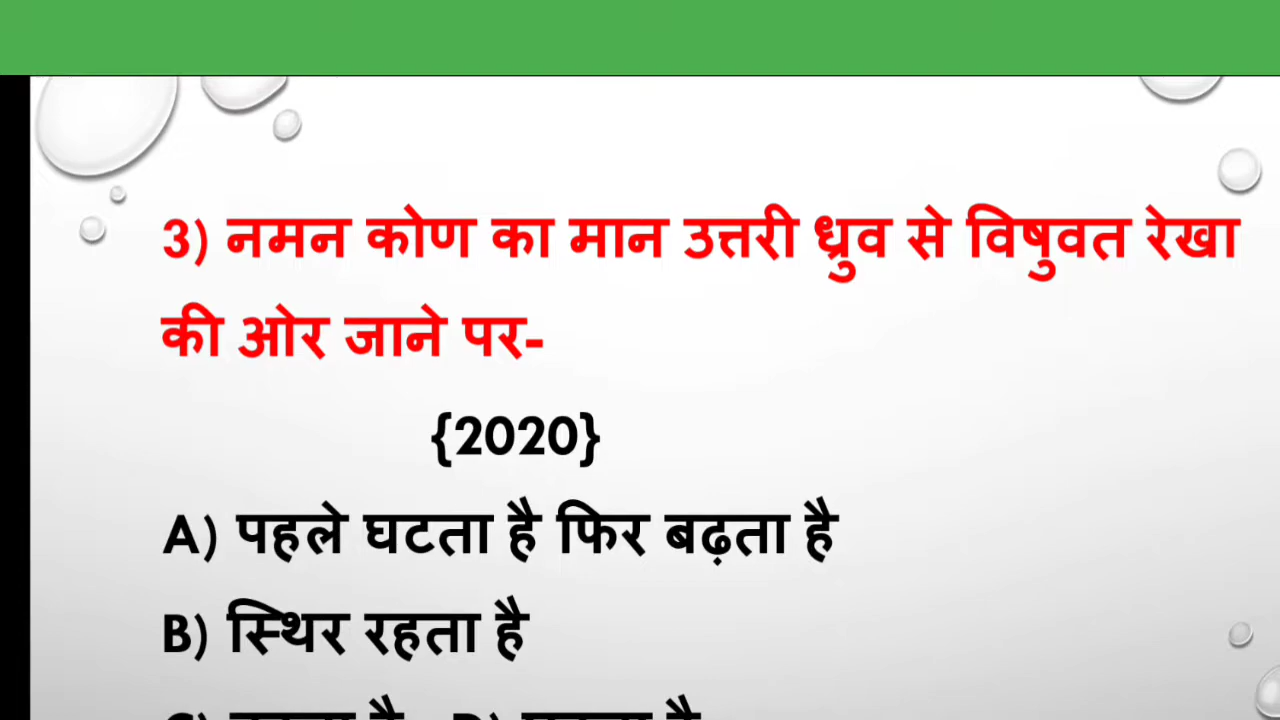 3) नमन कोण का मान उत्तरी ध्रुव से विषुवत रेखा
की ओर जाने पर-
{2020}
A) पहले घटता है फिर बढ़ता है
B) स्थिर रहता है